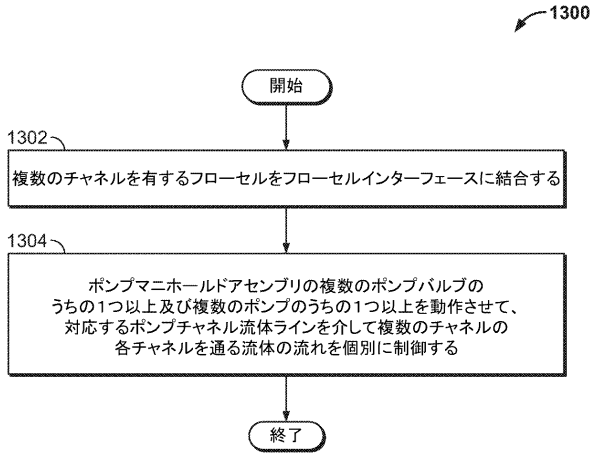 1300
開始
1302
複数のチャネルを有するフローセルをフローセルインターフェースに結合する
1304
ポンプマニホールドアセンブリの複数のポンプバルブの
うちの1つ以上及び複数のポンプのうちの1つ以上を動作させて、
対応するポンプチャネル流体ラインを介して複数のチャネルの
各チャネルを通る流体の流れを個別に制御する
終了